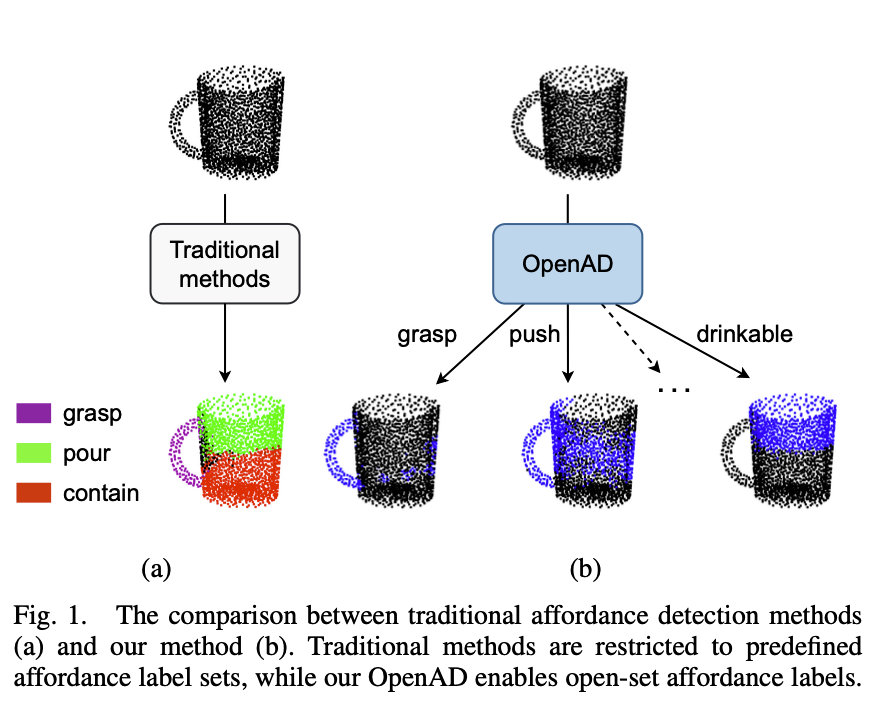 Traditional
methods
OpenAD
grasp
push
drinkable
...
grasp
pour
contain
(a)
(b)
Fig. 1. The comparison between traditional affordance detection methods
(a) and our method (b). Traditional methods are restricted to predefined
affordance label sets, while our OpenAD enables open-set affordance labels.